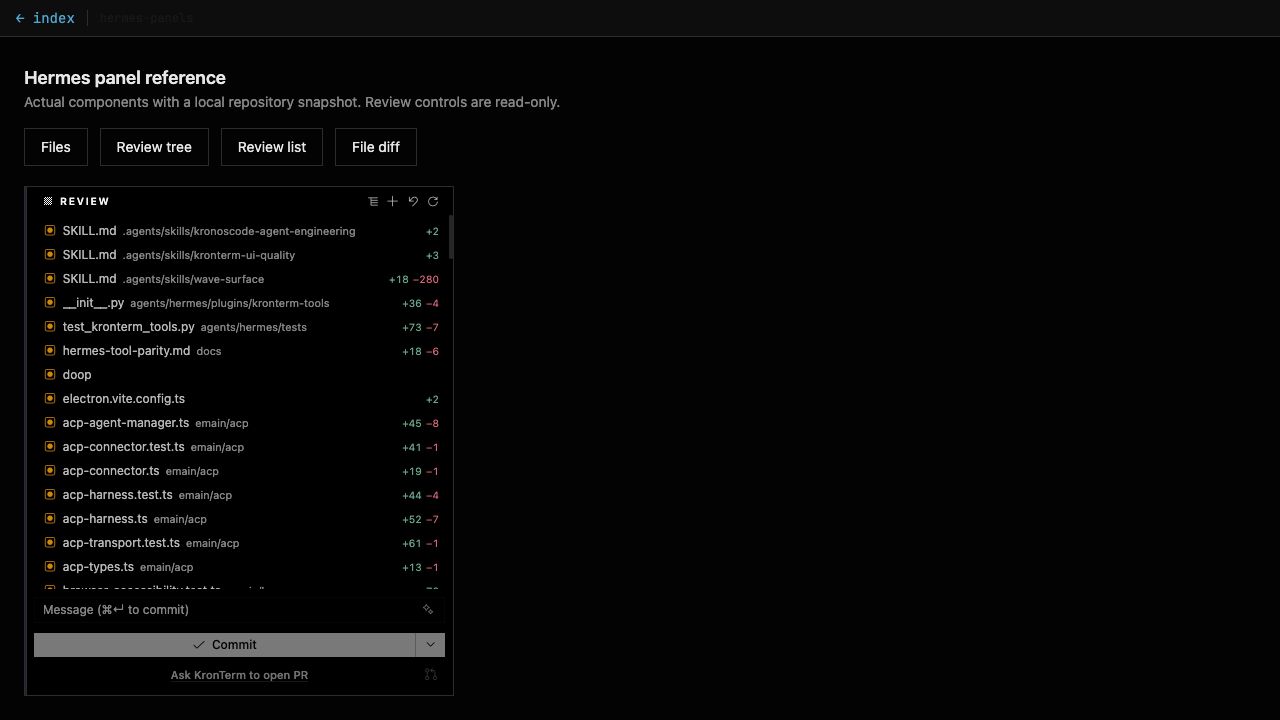 ← index hermes-panels
Hermes panel reference
Actual components with a local repository snapshot. Review controls are read-only.
Files Review tree Review list File diff
REVIEW
SKILL.md .agents/skills/kronoscode-agent-engineering +2
SKILL.md .agents/skills/kronterm-ui-quality +3
SKILL.md .agents/skills/wave-surface +18 −280
__init__.py agents/hermes/plugins/kronterm-tools +36 −4
test_kronterm_tools.py agents/hermes/tests +73 −7
hermes-tool-parity.md docs +18 −6
doop
electron.vite.config.ts +2
acp-agent-manager.ts emain/acp +45 −8
acp-connector.test.ts emain/acp +41 −1
acp-connector.ts emain/acp +19 −1
acp-harness.test.ts emain/acp +44 −4
acp-harness.ts emain/acp +52 −7
acp-transport.test.ts emain/acp +61 −1
acp-types.ts emain/acp +13 −1
Message (⌘↵ to commit)
Commit
Ask KronTerm to open PR